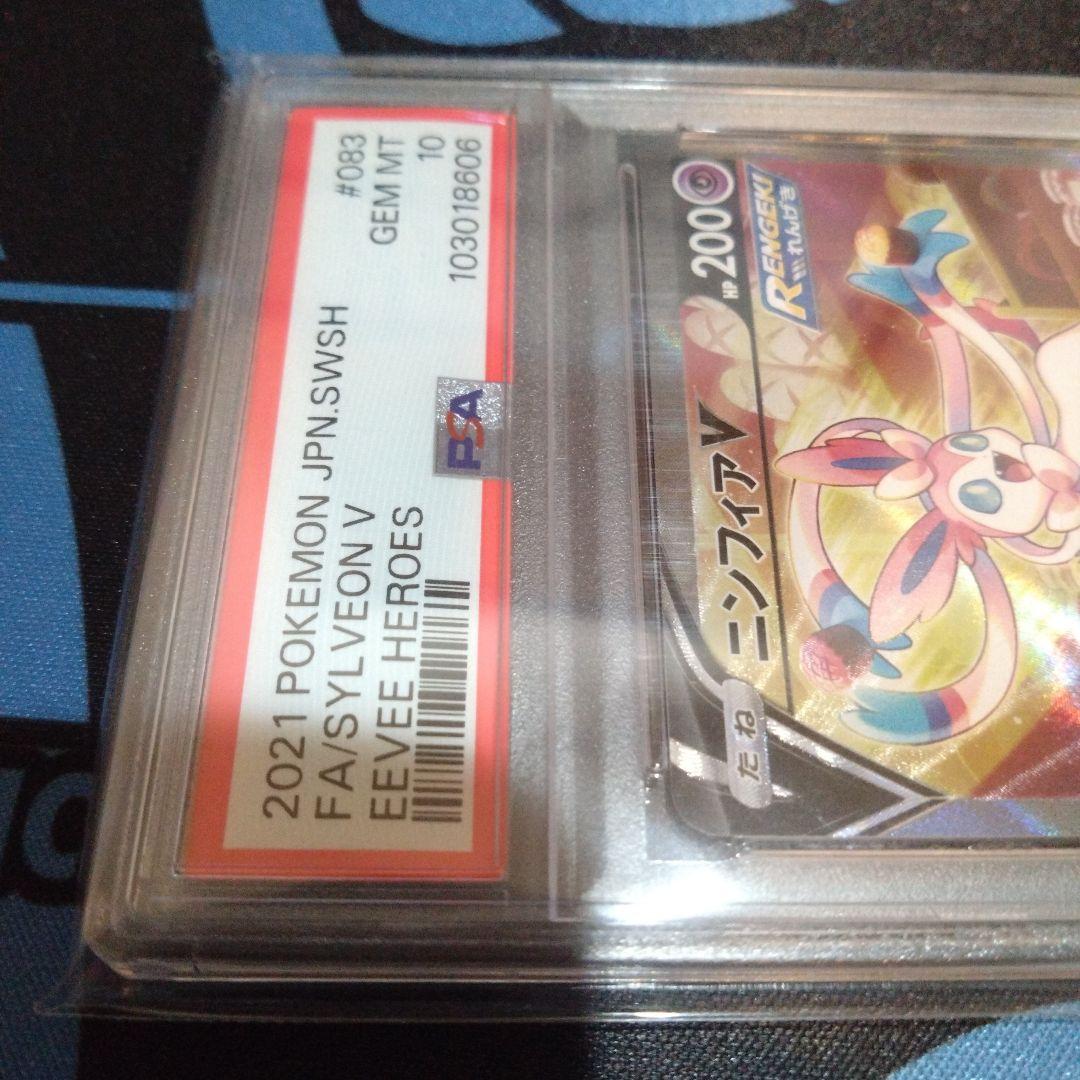 2021 POKEMON JPN.SWSH #083
FA/SYLVEON V GEM MT
EEVEE HEROES 10
103018606
PSA
たね
ニンフィアV
HP 200
RENGEKI
れんげき